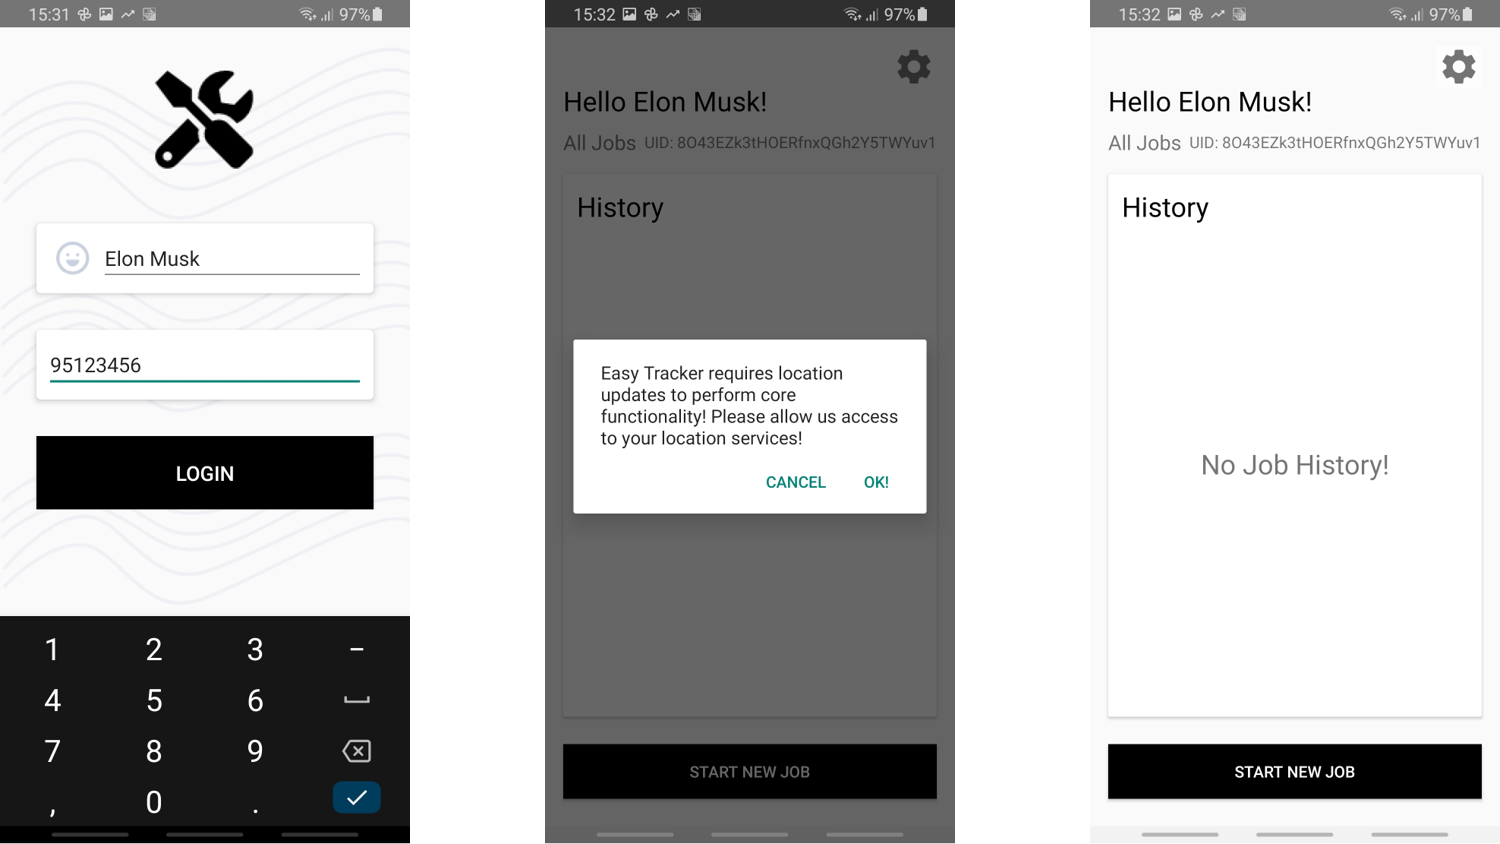 15:31
97%
Elon Musk
95123456
LOGIN
1 2 3 -
4 5 6
7 8 9
, 0 .
15:32
97%
Hello Elon Musk!
All Jobs UID: 8O43EZk3tHOERfnxQGh2Y5TWYuv1
History
Easy Tracker requires location
updates to perform core
functionality! Please allow us access
to your location services!
CANCEL OK!
START NEW JOB
15:32
97%
Hello Elon Musk!
All Jobs UID: 8O43EZk3tHOERfnxQGh2Y5TWYuv1
History
No Job History!
START NEW JOB